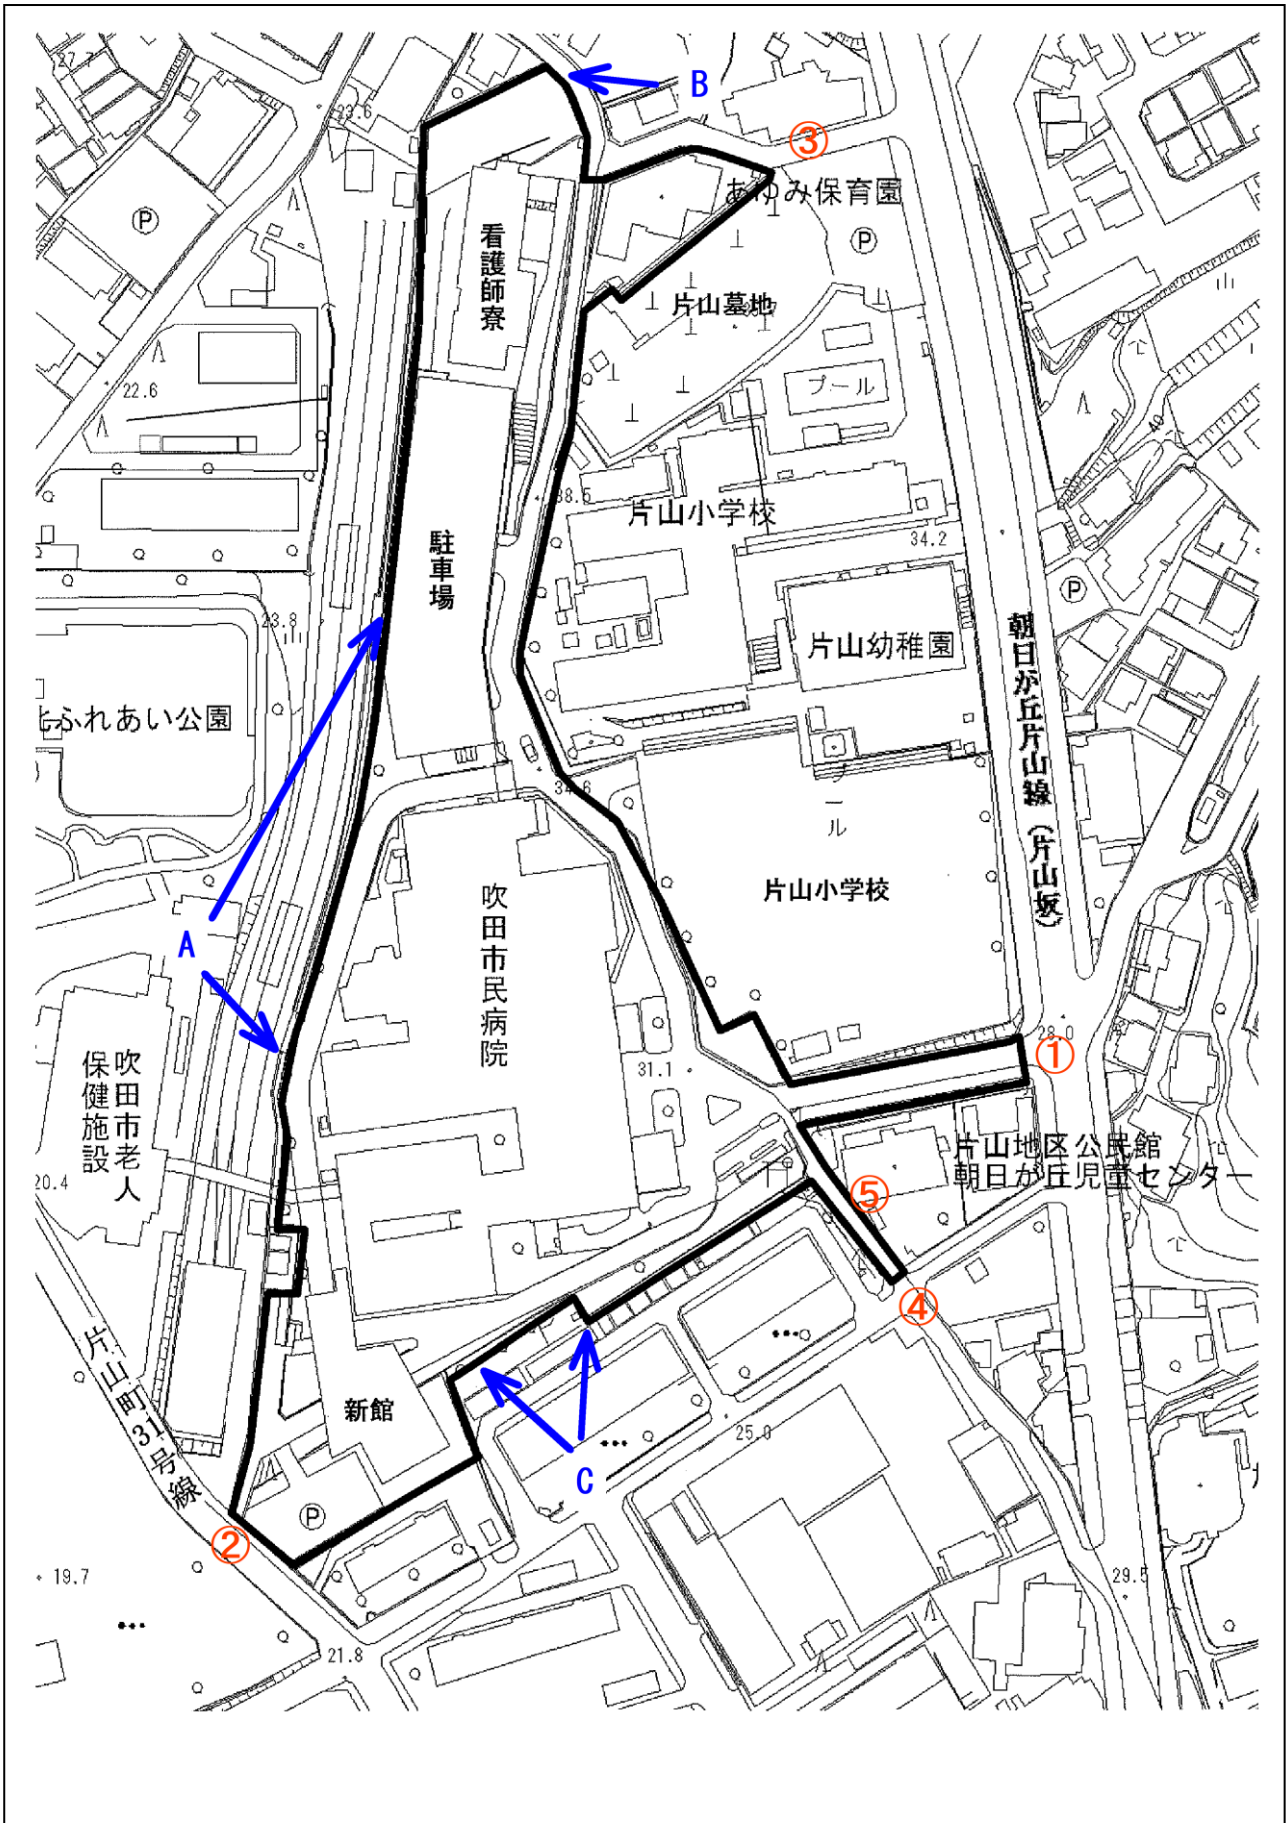 27.7
B
23.6
③
あゆみ保育園
P
P
看護師寮
片山墓地
22.6
プール
38.5
片山小学校
34.2
駐車場
P
23.8
片山幼稚園
朝日が丘片山線（片山坂）
ふれあい公園
34.6
プール
吹田市民病院
片山小学校
A
28.0
①
31.1
吹田市老人
保健施設
片山地区公民館
朝日が丘児童センター
20.4
⑤
④
片山町31号線
新館
25.0
C
P
②
19.7
29.5
21.8